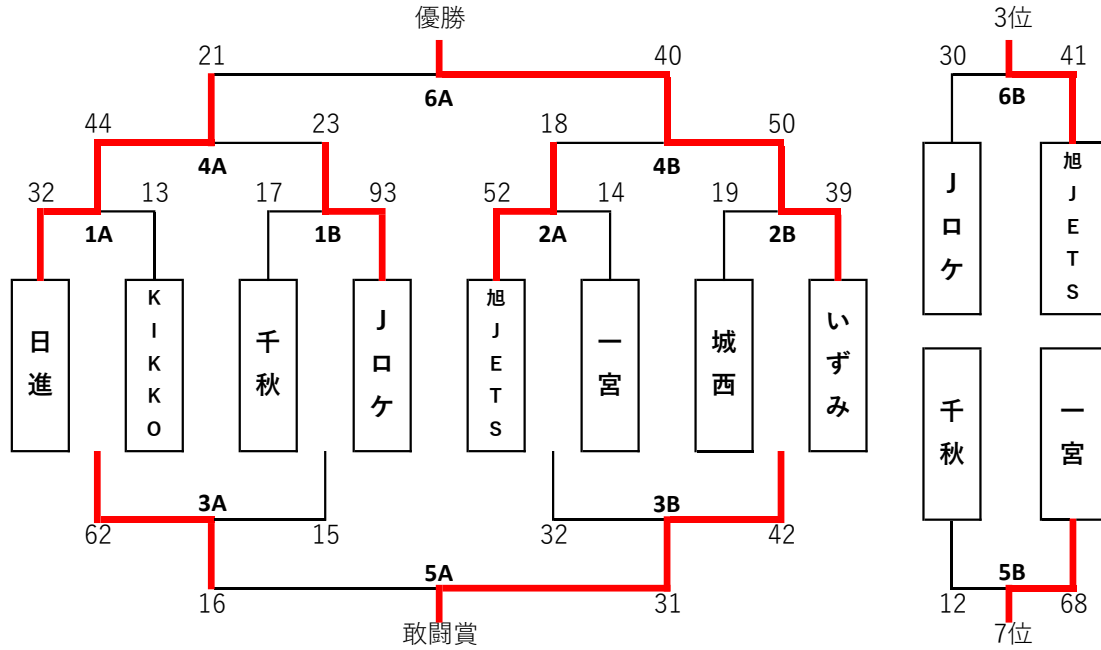 優勝
3位
21
40
30
41
6A
6B
44
23
18
50
4A
4B
32
13
17
93
52
14
19
39
1A
1B
2A
2B
日進
KIKKO
千秋
Jロケ
旭JETS
一宮
城西
いずみ
Jロケ
旭JETS
千秋
一宮
3A
3B
62
15
32
42
5A
5B
16
31
12
68
敢闘賞
7位